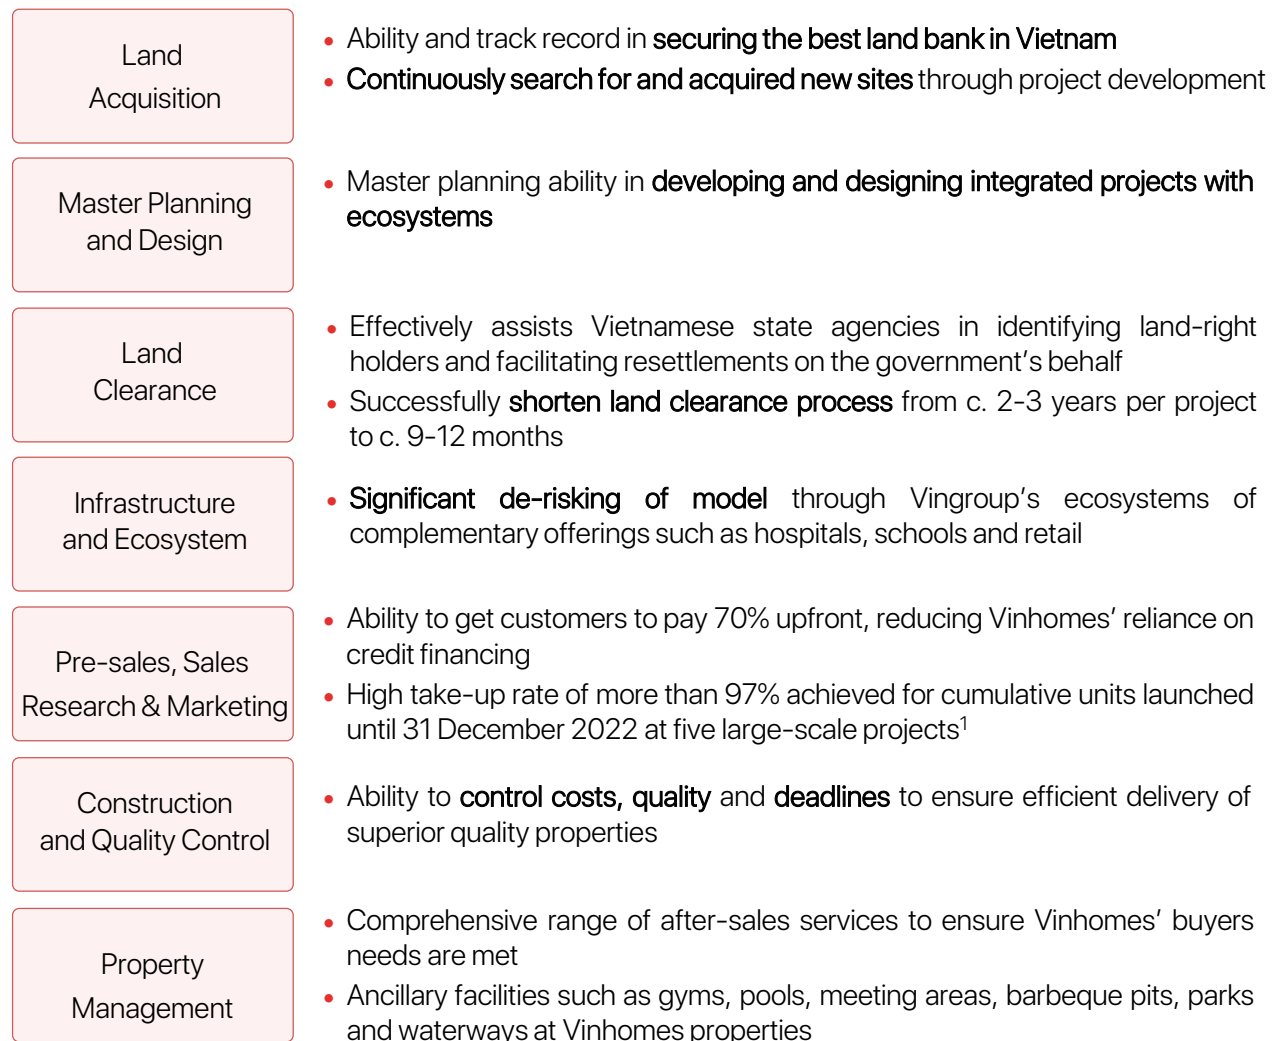 Land
Acquisition
• Ability and track record in securing the best land bank in Vietnam
• Continuously search for and acquired new sites through project development
Master Planning
and Design
• Master planning ability in developing and designing integrated projects with
ecosystems
Land
Clearance
• Effectively assists Vietnamese state agencies in identifying land-right
holders and facilitating resettlements on the government’s behalf
• Successfully shorten land clearance process from c. 2-3 years per project
to c. 9-12 months
Infrastructure
and Ecosystem
• Significant de-risking of model through Vingroup’s ecosystems of
complementary offerings such as hospitals, schools and retail
Pre-sales, Sales
Research & Marketing
• Ability to get customers to pay 70% upfront, reducing Vinhomes’ reliance on
credit financing
• High take-up rate of more than 97% achieved for cumulative units launched
until 31 December 2022 at five large-scale projects1
Construction
and Quality Control
• Ability to control costs, quality and deadlines to ensure efficient delivery of
superior quality properties
Property
Management
• Comprehensive range of after-sales services to ensure Vinhomes’ buyers
needs are met
• Ancillary facilities such as gyms, pools, meeting areas, barbeque pits, parks
and waterways at Vinhomes properties